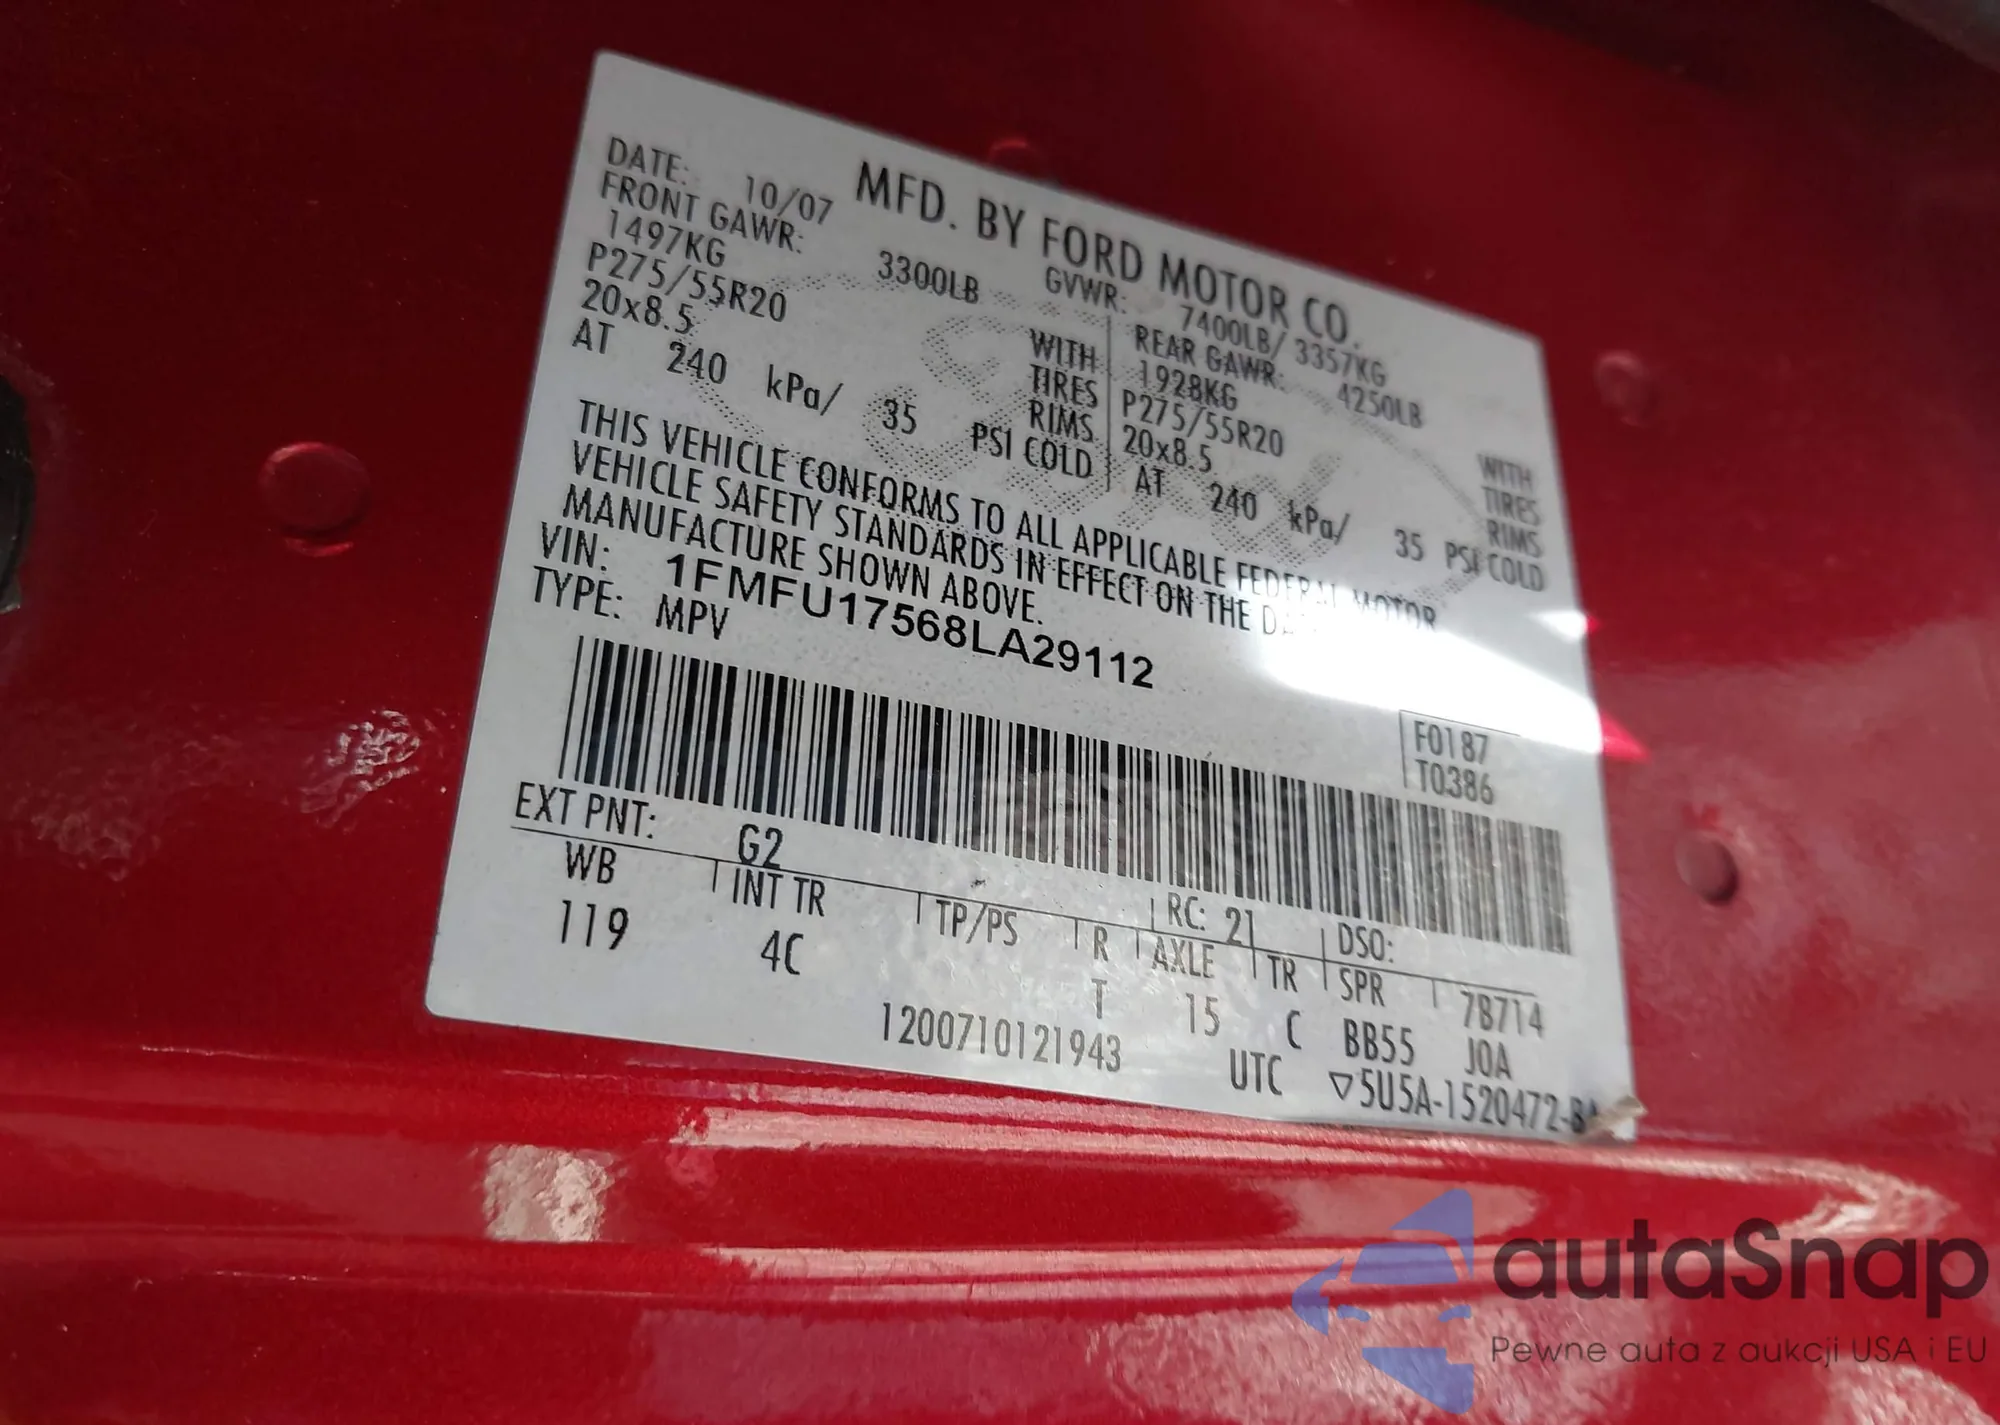 MFD. BY FORD MOTOR CO.
DATE: 10/07 GVWR: 7400LB/ 3357KG
FRONT GAWR: 3300LB REAR GAWR: 4250LB
1497KG WITH 1928KG WITH
P275/55R20 TIRES P275/55R20 TIRES
20x8.5 RIMS 20x8.5 RIMS
AT 240 kPa/ 35 PSI COLD AT 240 kPa/ 35 PSI COLD
THIS VEHICLE CONFORMS TO ALL APPLICABLE FEDERAL MOTOR
VEHICLE SAFETY STANDARDS IN EFFECT ON THE
MANUFACTURE SHOWN ABOVE.
VIN: 1FMFU17568LA29112
TYPE: MPV
F0187
T0386
EXT PNT: G2 RC: 21 DSO:
WB INT TR TP/PS R AXLE TR SPR 7B714
119 4C T 15 C BB55 JOA
1200710121943 UTC ▽5U5A-1520472-BA
autaSnap
Pewne auta z aukcji USA i EU